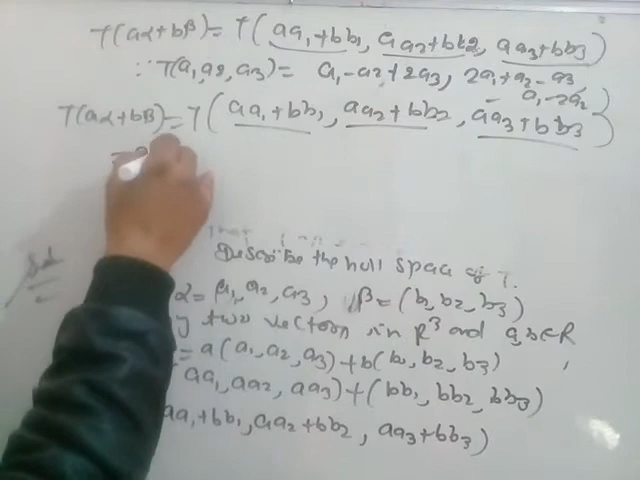 T(aα+bβ) = T(aa₁+bb₁, aa₂+bb2, aa₃+bb₃)
∵ T(a₁, a2, a₃) = a₁-a2+2a₃, 2a₁+a₂-a₃
- a₁-2a₂)
T(aα+bβ) = T(aa₁+bb₁, aa₂+bb2, aa₃+bb₃)
Describe the null space of T.
α = a₁, a₂, a₃), β = (b₁, b2, b₃)
two vectors in R³ and a,b∈R
= a(a₁, a₂, a₃)+b(b₁, b₂, b₃)
aa₁, aa₂, aa₃)+(bb₁, bb₂, bb₃)
aa₁+bb₁, aa₂+bb₂, aa₃+bb₃)